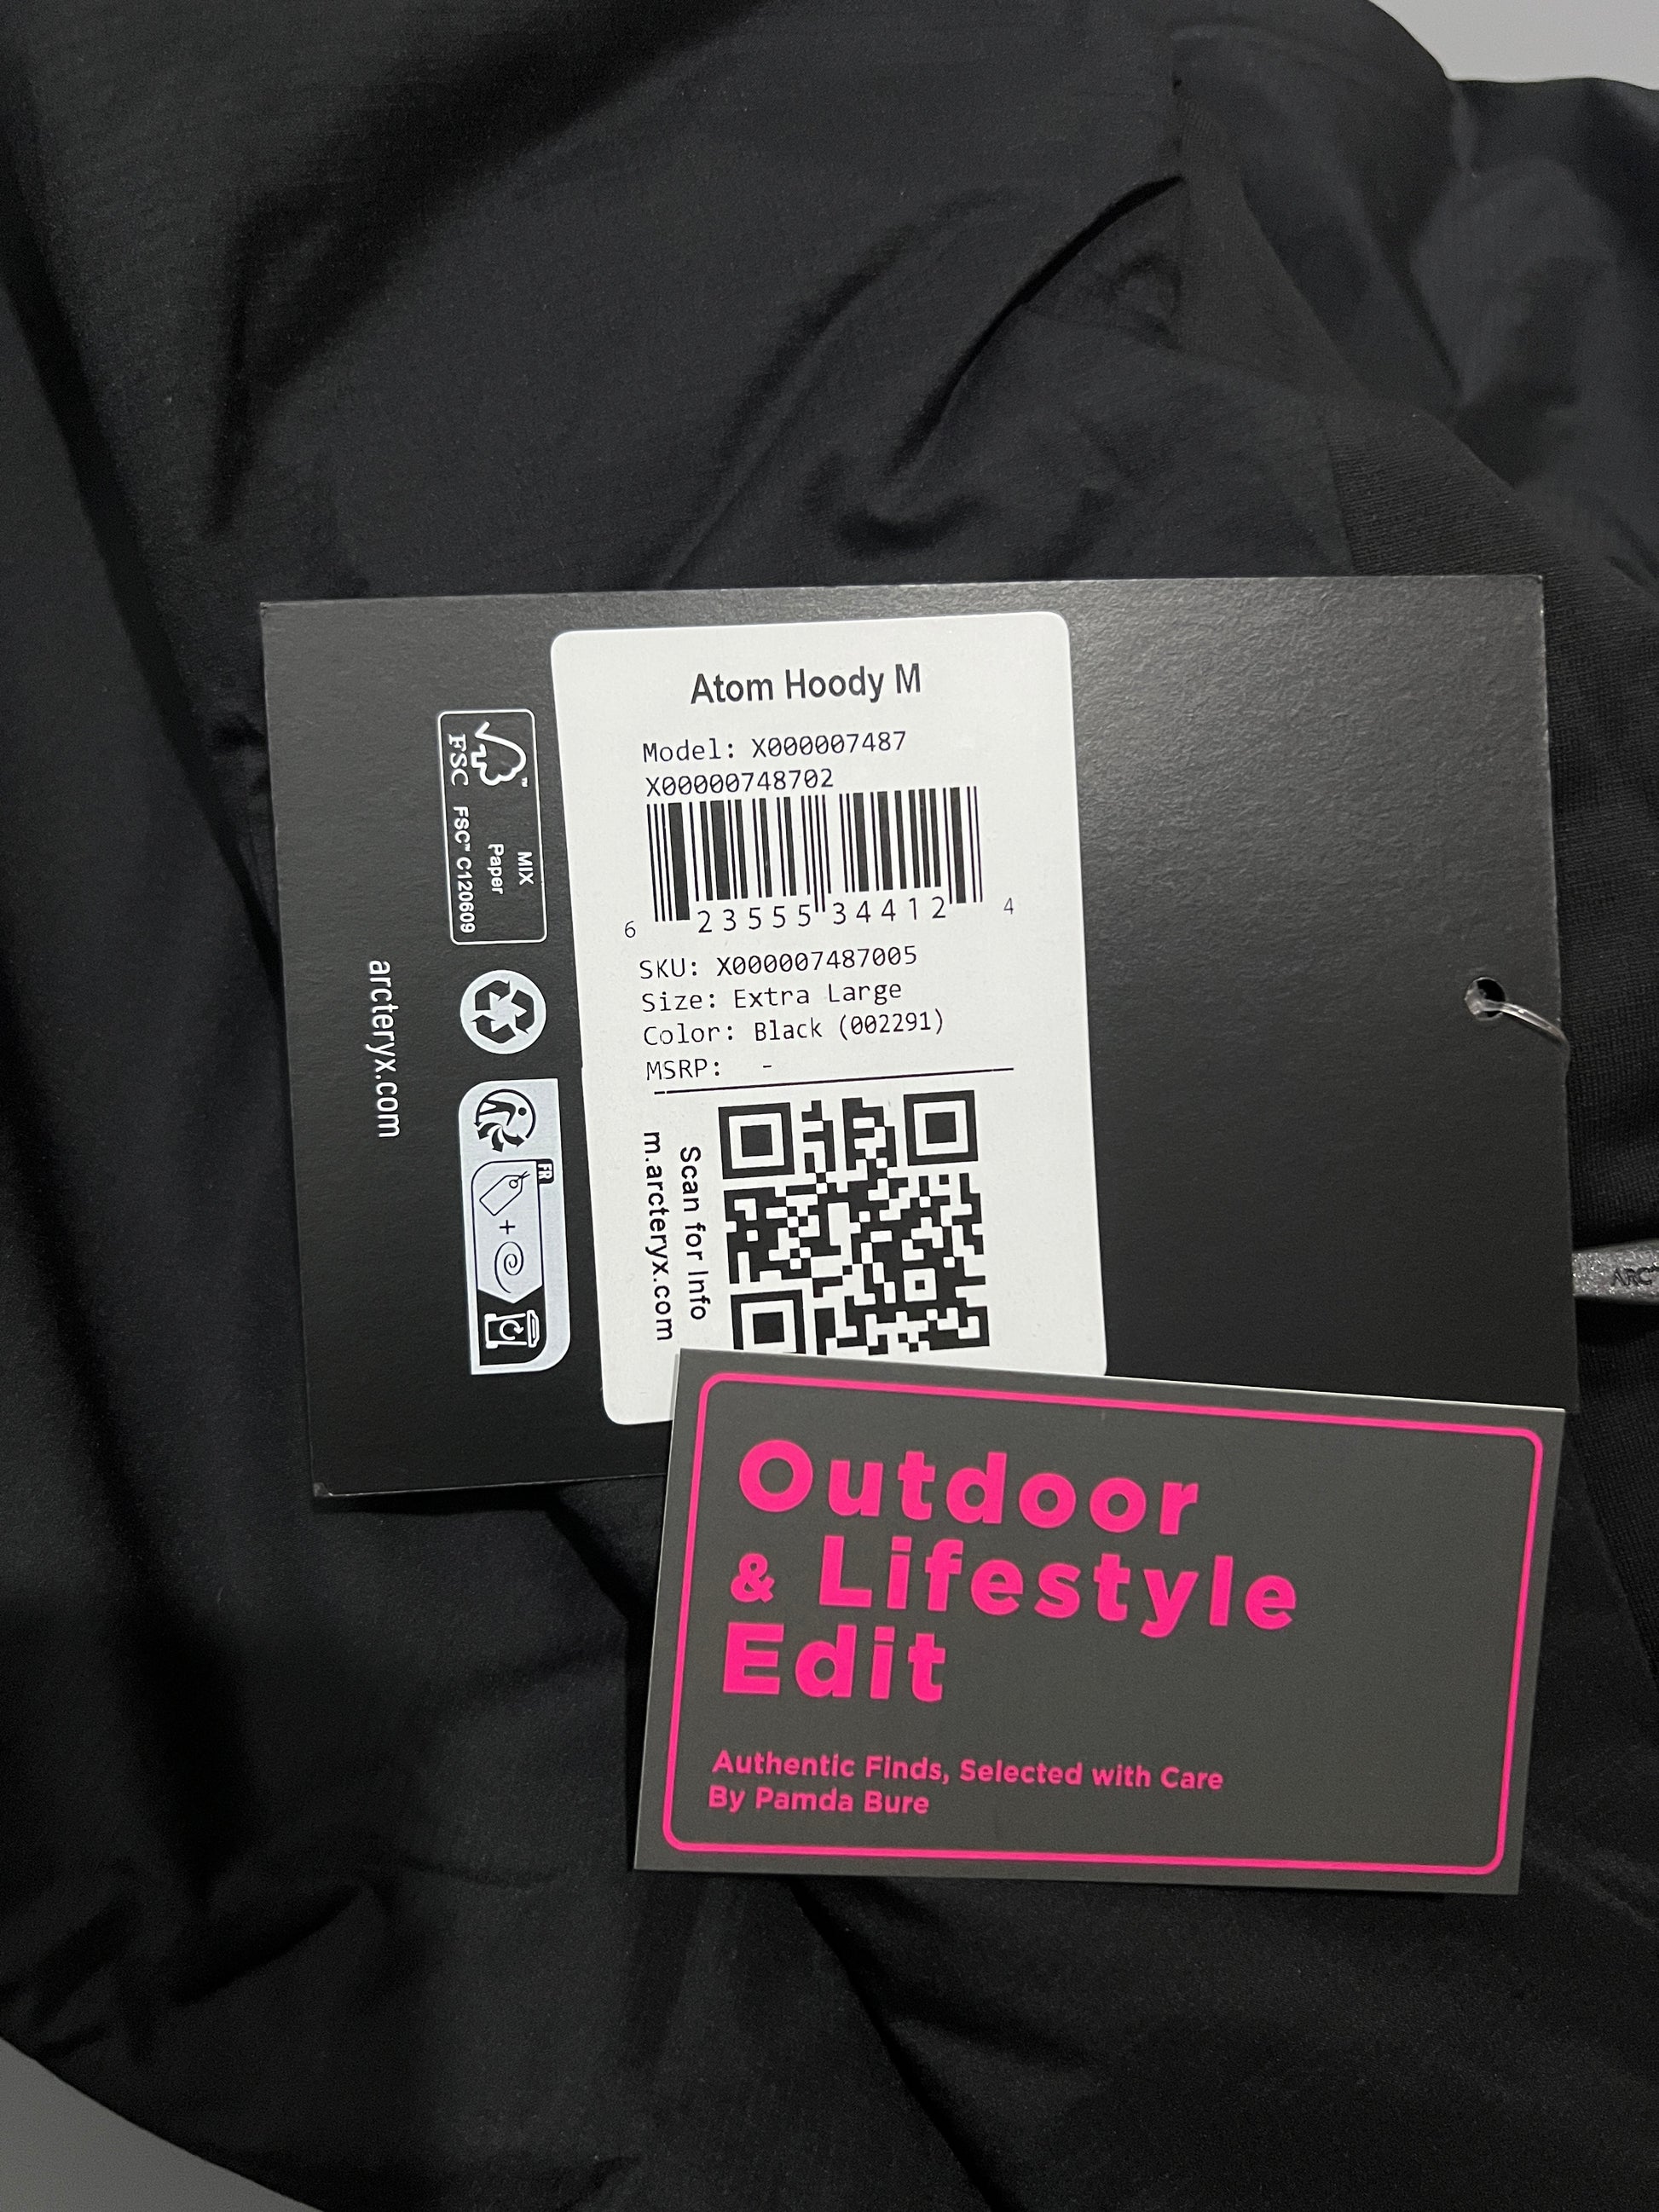 Atom Hoody M
Model: X000007487
X00000748702
6 23555 34412 4
SKU: X000007487005
Size: Extra Large
Color: Black (002291)
MSRP: -
Scan for Info
m.arcteryx.com
FSC
MIX
Paper
FSC™ C120609
FR
+
arcteryx.com
ARC'
Outdoor
& Lifestyle
Edit
Authentic Finds, Selected with Care
By Pamda Bure